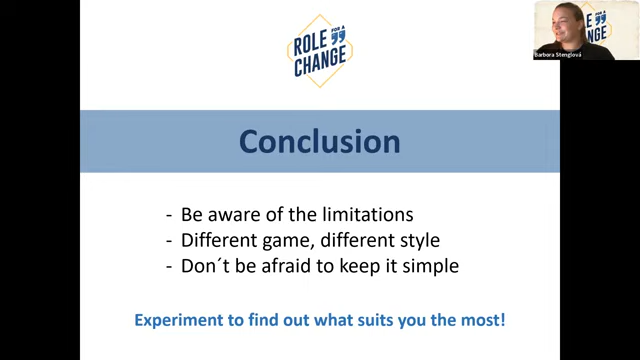 ROLE
FOR A
CHANGE
Barbora Stenglová
Conclusion
- Be aware of the limitations
- Different game, different style
- Don´t be afraid to keep it simple
Experiment to find out what suits you the most!